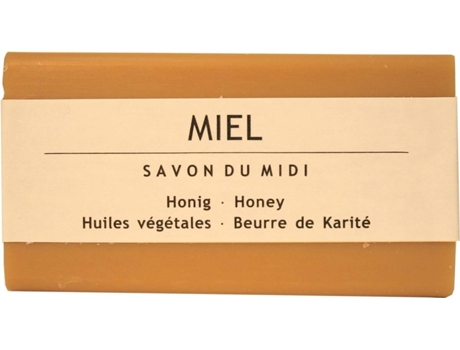 MIEL
SAVON DU MIDI
Honig · Honey
Huiles végétales · Beurre de Karité